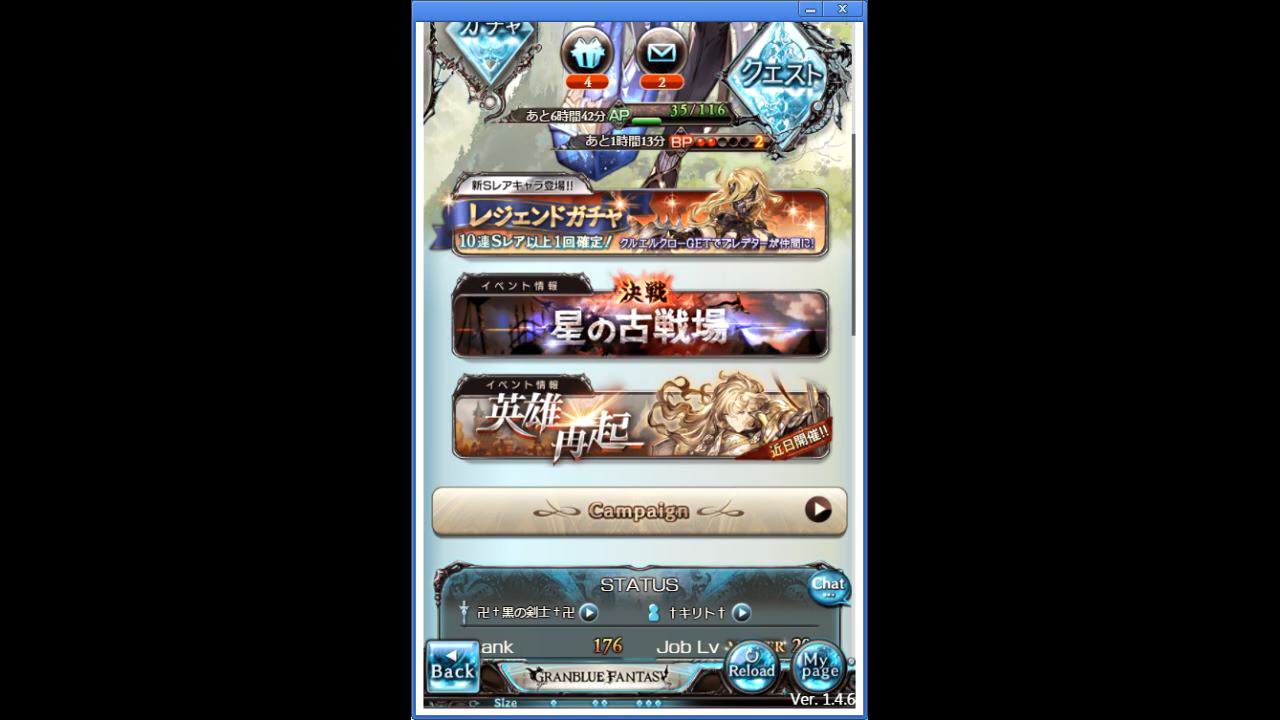 ガチャ
4
2
クエスト
あと6時間42分 AP 35/116
あと1時間13分 BP 2
新Sレアキャラ登場!!
レジェンドガチャ
10連Sレア以上1回確定!
クルエルクローGETでプレデターが仲間に!
イベント情報
決戦
星の古戦場
イベント情報
英雄
再起
近日開催!!
Campaign
STATUS
Chat
卍†黒の剣士†卍
†キリト†
ank 176
Job Lv
Back
GRANBLUE FANTASY
Reload
My page
Ver. 1.4.6
Size